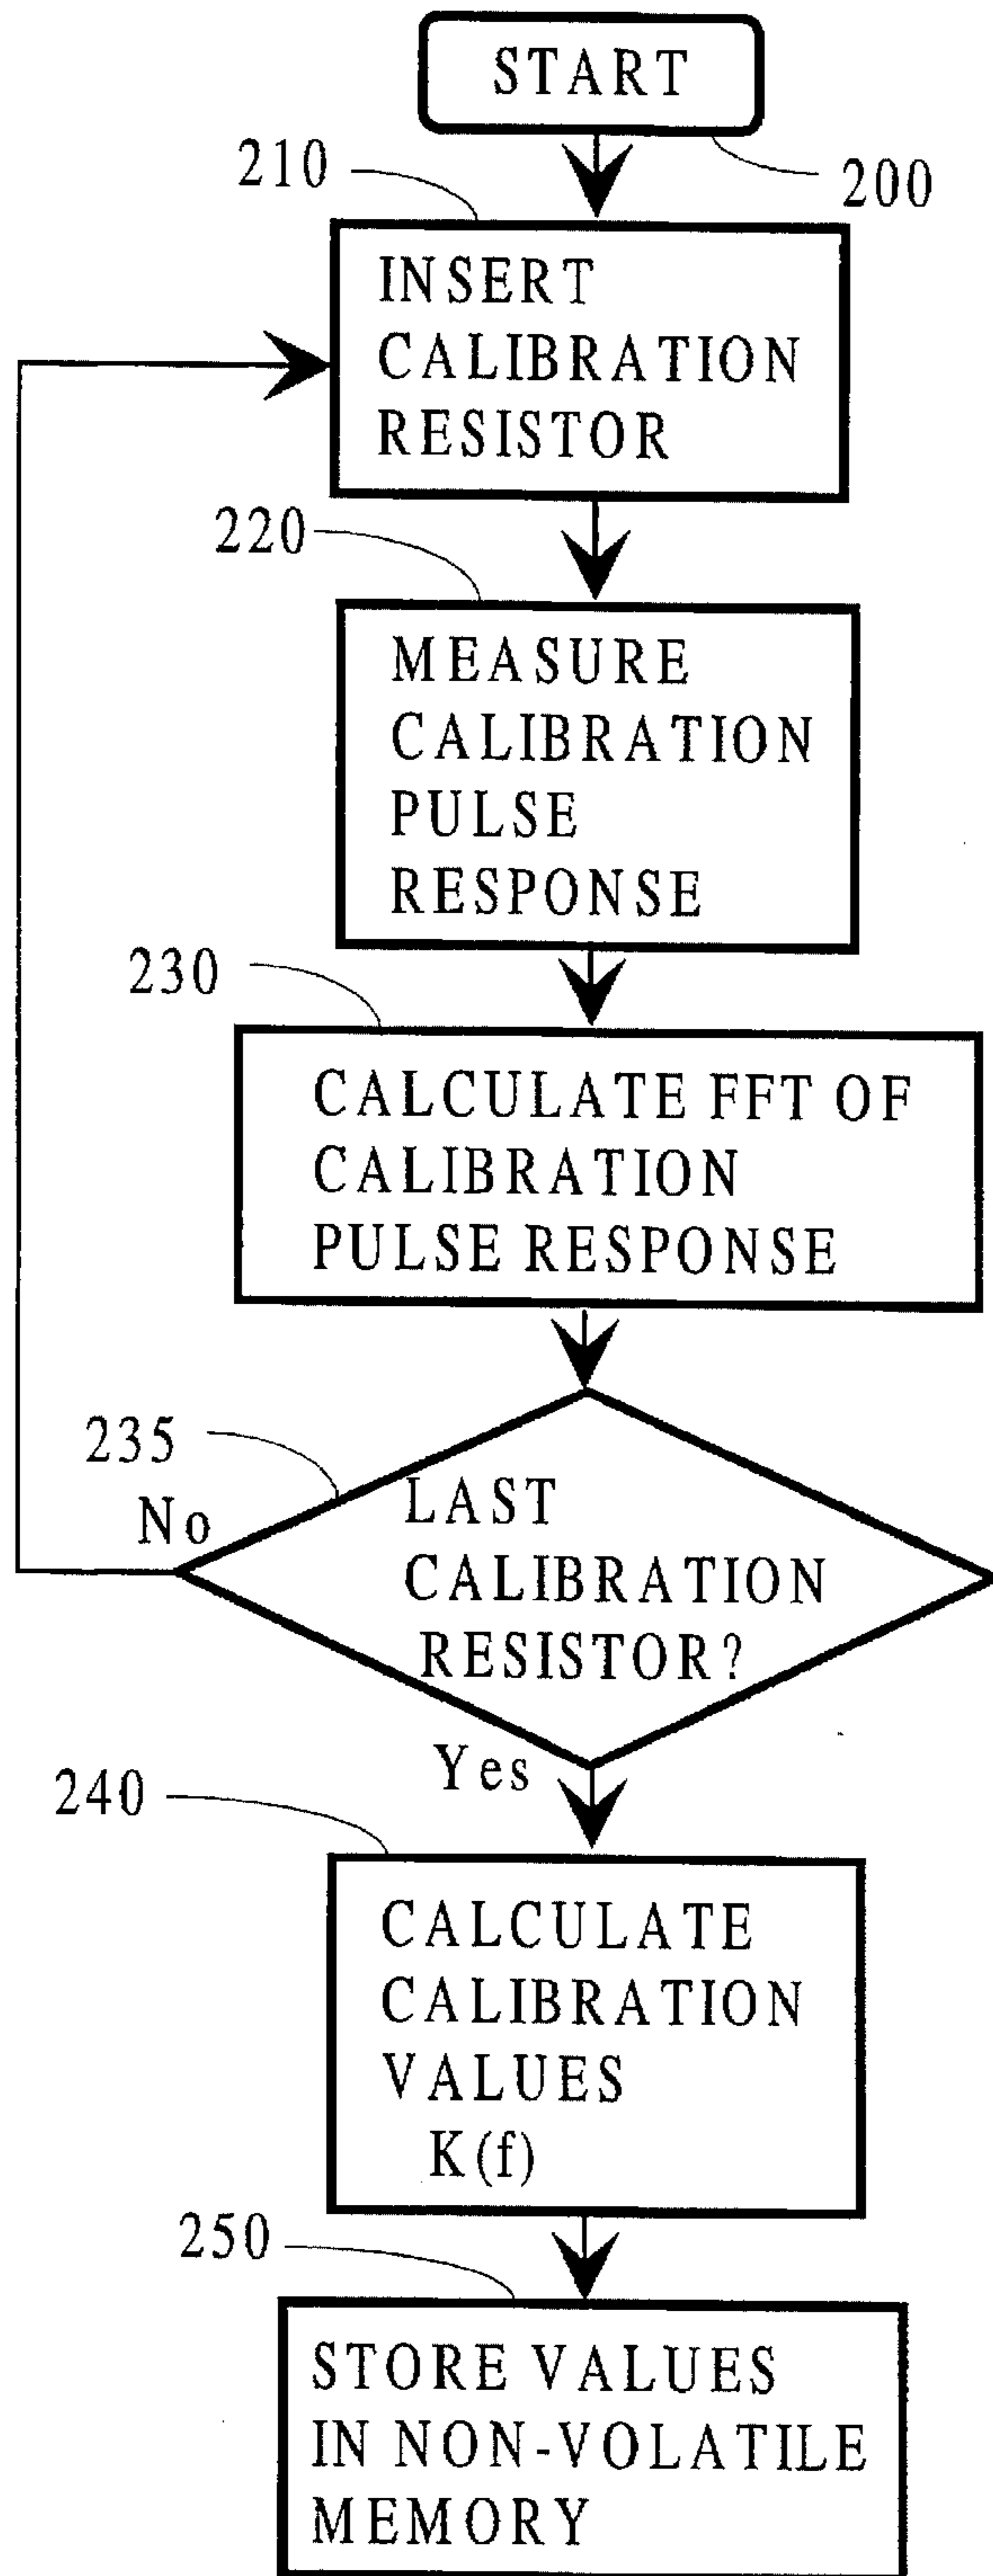 START
200
210
INSERT
CALIBRATION
RESISTOR
220
MEASURE
CALIBRATION
PULSE
RESPONSE
230
CALCULATE FFT OF
CALIBRATION
PULSE RESPONSE
235
No
LAST
CALIBRATION
RESISTOR?
Yes
240
CALCULATE
CALIBRATION
VALUES
K(f)
250
STORE VALUES
IN NON-VOLATILE
MEMORY